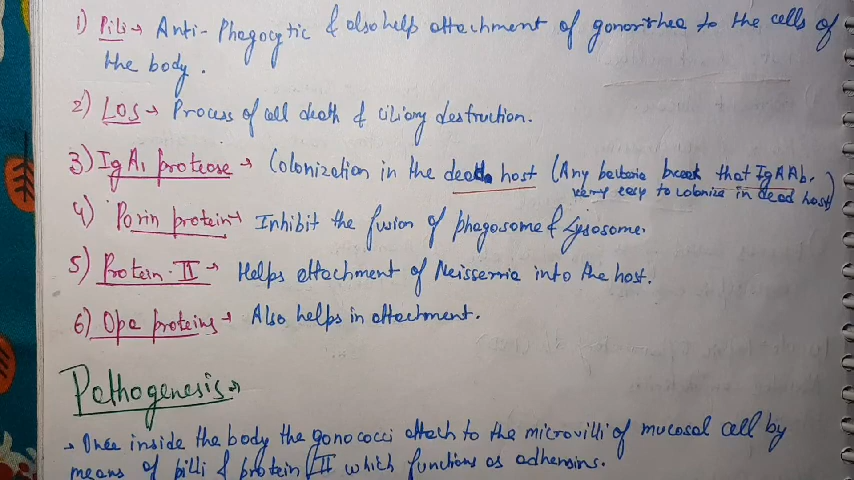 1) Pili → Anti-Phagocytic & also help attachment of gonorrhea to the cells of
the body.
2) LOS → Process of cell death & ciliary destruction.
3) IgA1 protease → Colonization in the dead host (Any bacteria break that IgA Ab.
very easy to colonize in dead host)
4) Porin protein → Inhibit the fusion of phagosome & lysosome.
5) Protein-II → Helps attachment of Neisserria into the host.
6) Opa proteins → Also helps in attachment.
Pathogenesis →
→ Once inside the body the gonococci attach to the microvilli of mucosal cell by
means of pilli & protein II which functions as adhensins.